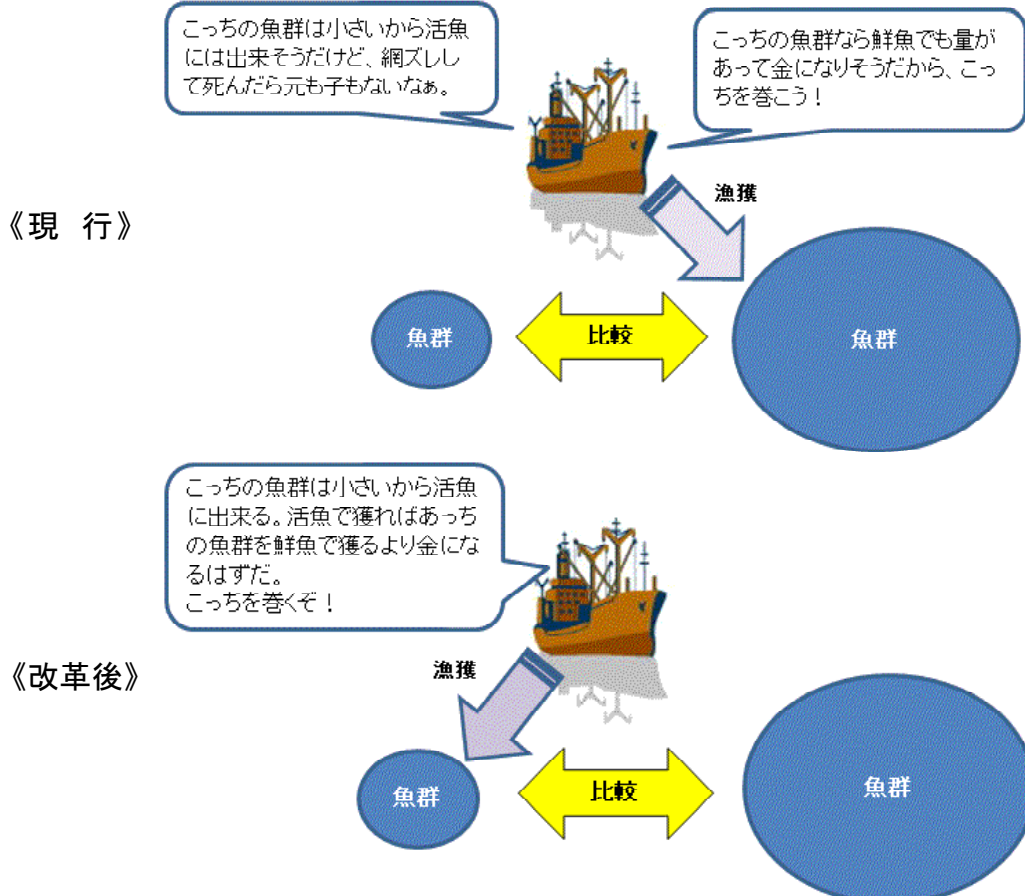 こっちの魚群は小さいから活魚
には出来そうだけど、網ズレし
て死んだら元も子もないなぁ。
こっちの魚群なら鮮魚でも量が
あって金になりそうだから、こっ
ちを巻こう！
漁獲
《現　行》
魚群
比較
魚群
こっちの魚群は小さいから活魚
に出来る。活魚で獲ればあっち
の魚群を鮮魚で獲るより金にな
るはずだ。
こっちを巻くぞ！
《改革後》
漁獲
魚群
比較
魚群